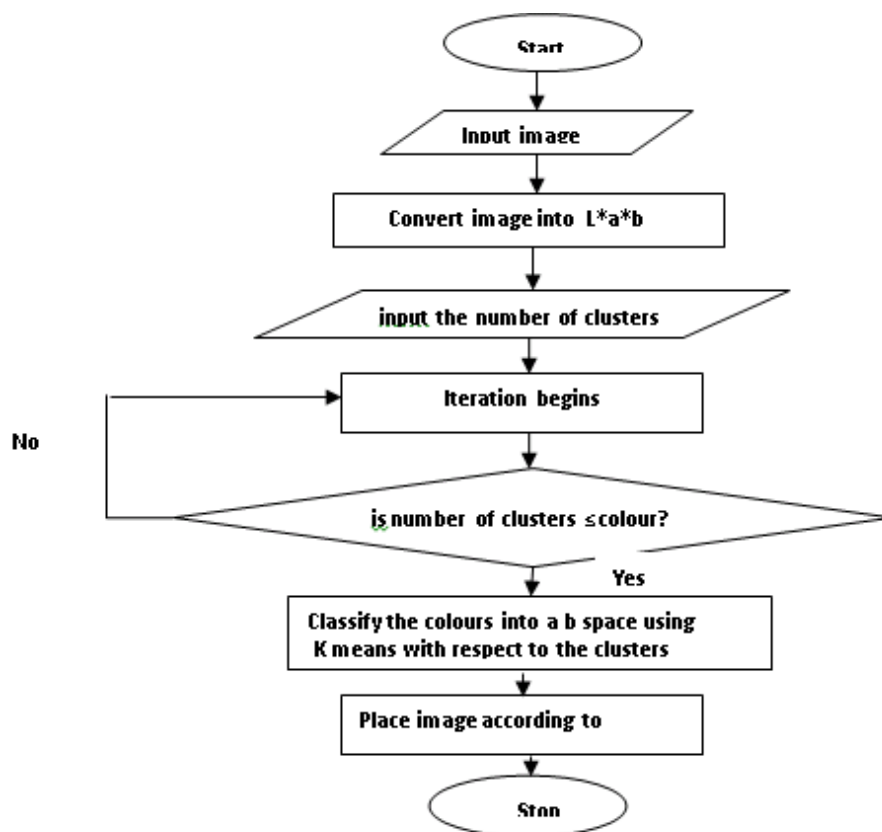 Start
Input image
Convert image into L*a*b
input the number of clusters
Iteration begins
No
is number of clusters ≤colour?
Yes
Classify the colours into a b space using
K means with respect to the clusters
Place image according to
Stop